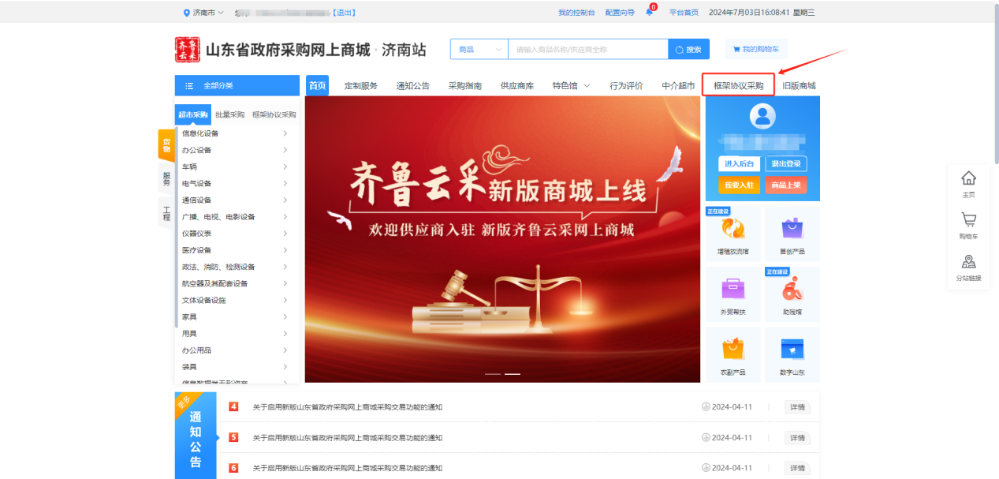 济南市
【退出】
我的控制台 配置向导 0 平台首页 2024年7月03日16:08:41 星期三
齐鲁云采
山东省政府采购网上商城·济南站
商品 请输入商品名称/供应商全称 搜索
我的购物车
全部分类
首页 定制服务 通知公告 采购指南 供应商库 特色馆 行为评价 中介超市 框架协议采购 旧版商城
超市采购 批量采购 框架协议采购
货物
服务
工程
信息化设备
办公设备
车辆
电气设备
通信设备
广播、电视、电影设备
仪器仪表
医疗设备
政法、消防、检测设备
航空器及其配套设备
文体设备设施
家具
用具
办公用品
装具
齐鲁云采新版商城上线
欢迎供应商入驻 新版齐鲁云采网上商城
进入后台 退出登录
我要入驻 商品上架
正在建设
增殖放流馆 首创产品
正在建设
外贸帮扶 助残馆
农副产品 数字山东
主页
购物车
分站链接
更多
通知公告
4 关于启用新版山东省政府采购网上商城采购交易功能的通知 2024-04-11 详情
5 关于启用新版山东省政府采购网上商城采购交易功能的通知 2024-04-11 详情
6 关于启用新版山东省政府采购网上商城采购交易功能的通知 2024-04-11 详情